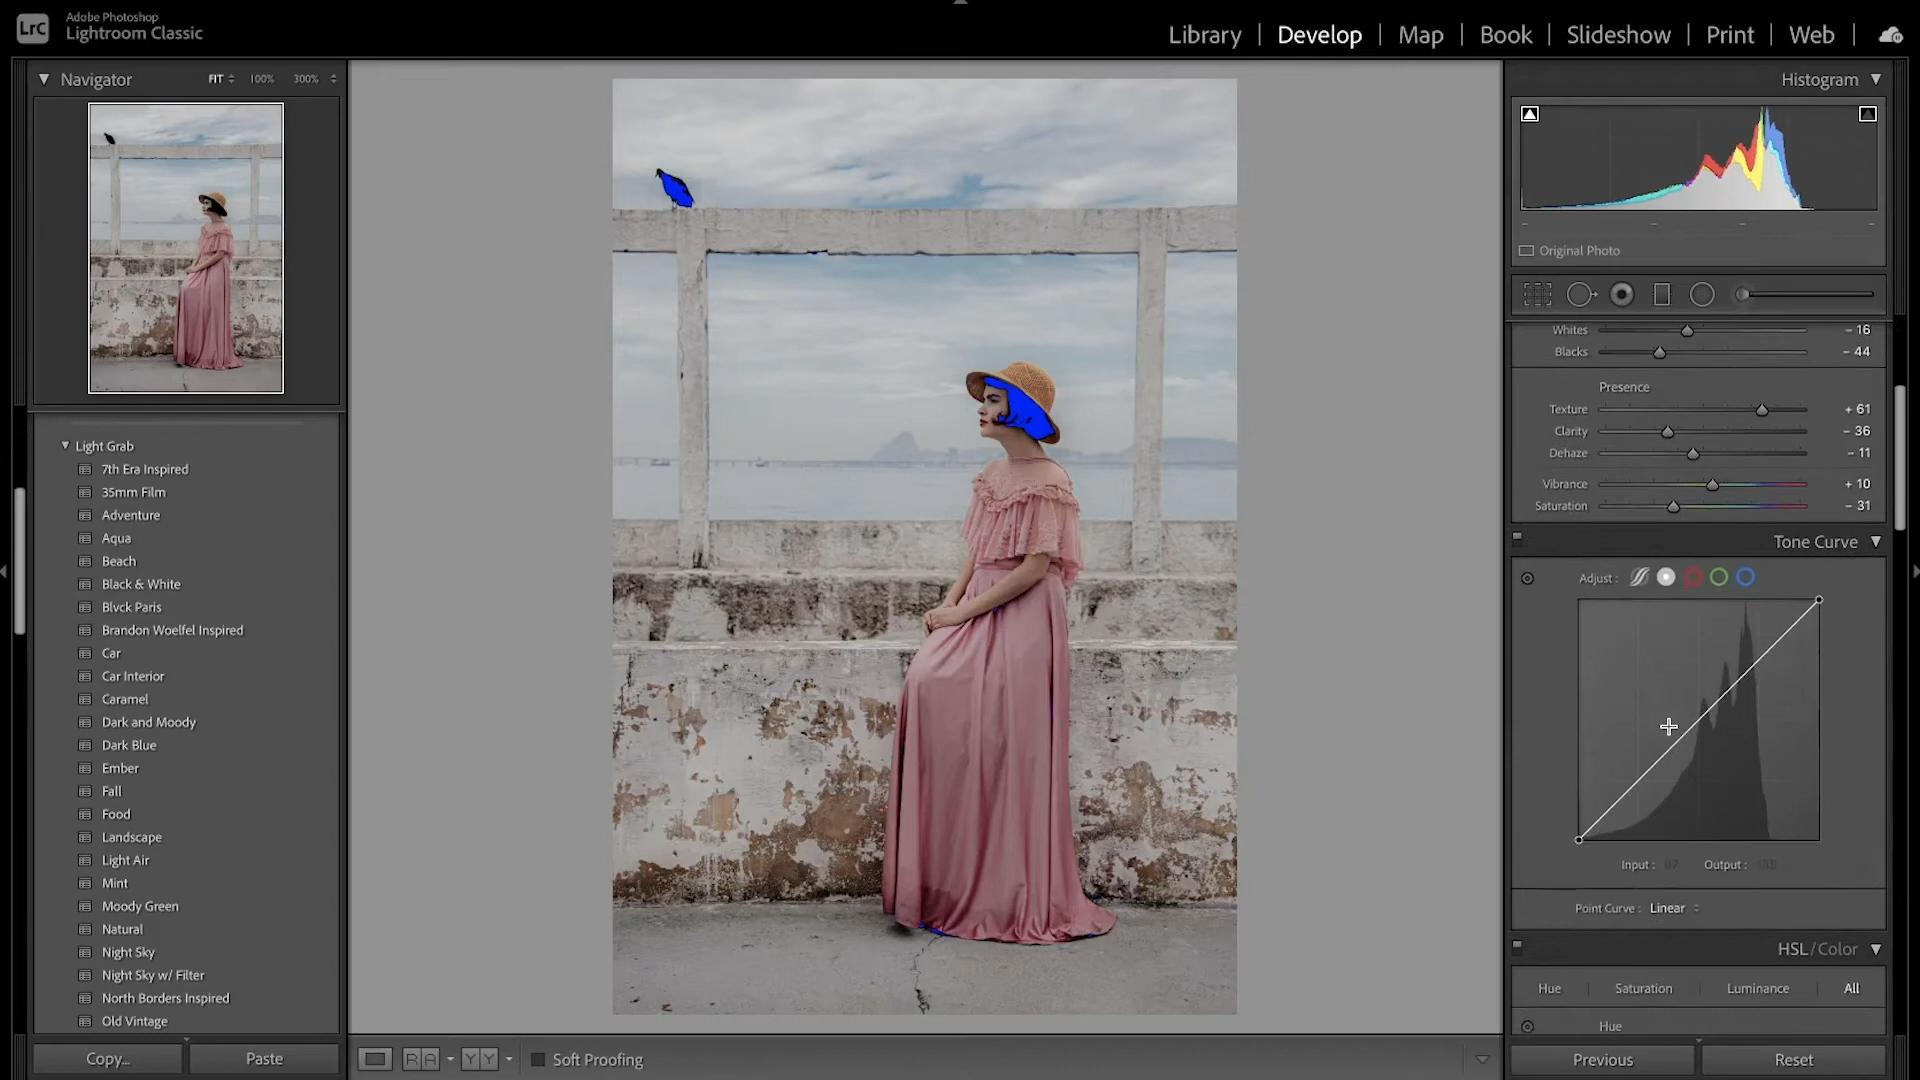 LrC
Adobe Photoshop
Lightroom Classic
Library | Develop | Map | Book | Slideshow | Print | Web |
Navigator FIT 100% 300%
Histogram
Original Photo
Whites - 16
Blacks - 44
Presence
Texture + 61
Clarity - 36
Dehaze - 11
Vibrance + 10
Saturation - 31
Tone Curve
Adjust :
Input : Output :
Point Curve : Linear
HSL/Color
Hue Saturation Luminance All
Hue
Light Grab
7th Era Inspired
35mm Film
Adventure
Aqua
Beach
Black & White
Blvck Paris
Brandon Woelfel Inspired
Car
Car Interior
Caramel
Dark and Moody
Dark Blue
Ember
Fall
Food
Landscape
Light Air
Mint
Moody Green
Natural
Night Sky
Night Sky w/ Filter
North Borders Inspired
Old Vintage
Copy... Paste
R A Y Y Soft Proofing
Previous Reset